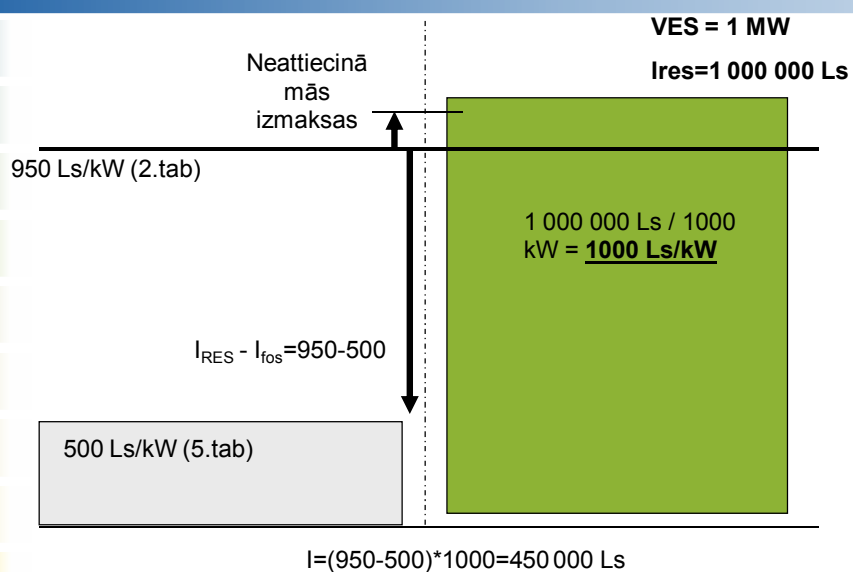 VES = 1 MW
Ires=1 000 000 Ls
Neattiecinā
mās
izmaksas
950 Ls/kW (2.tab)
1 000 000 Ls / 1000
kW = 1000 Ls/kW
IRES - Ifos=950-500
500 Ls/kW (5.tab)
I=(950-500)*1000=450 000 Ls